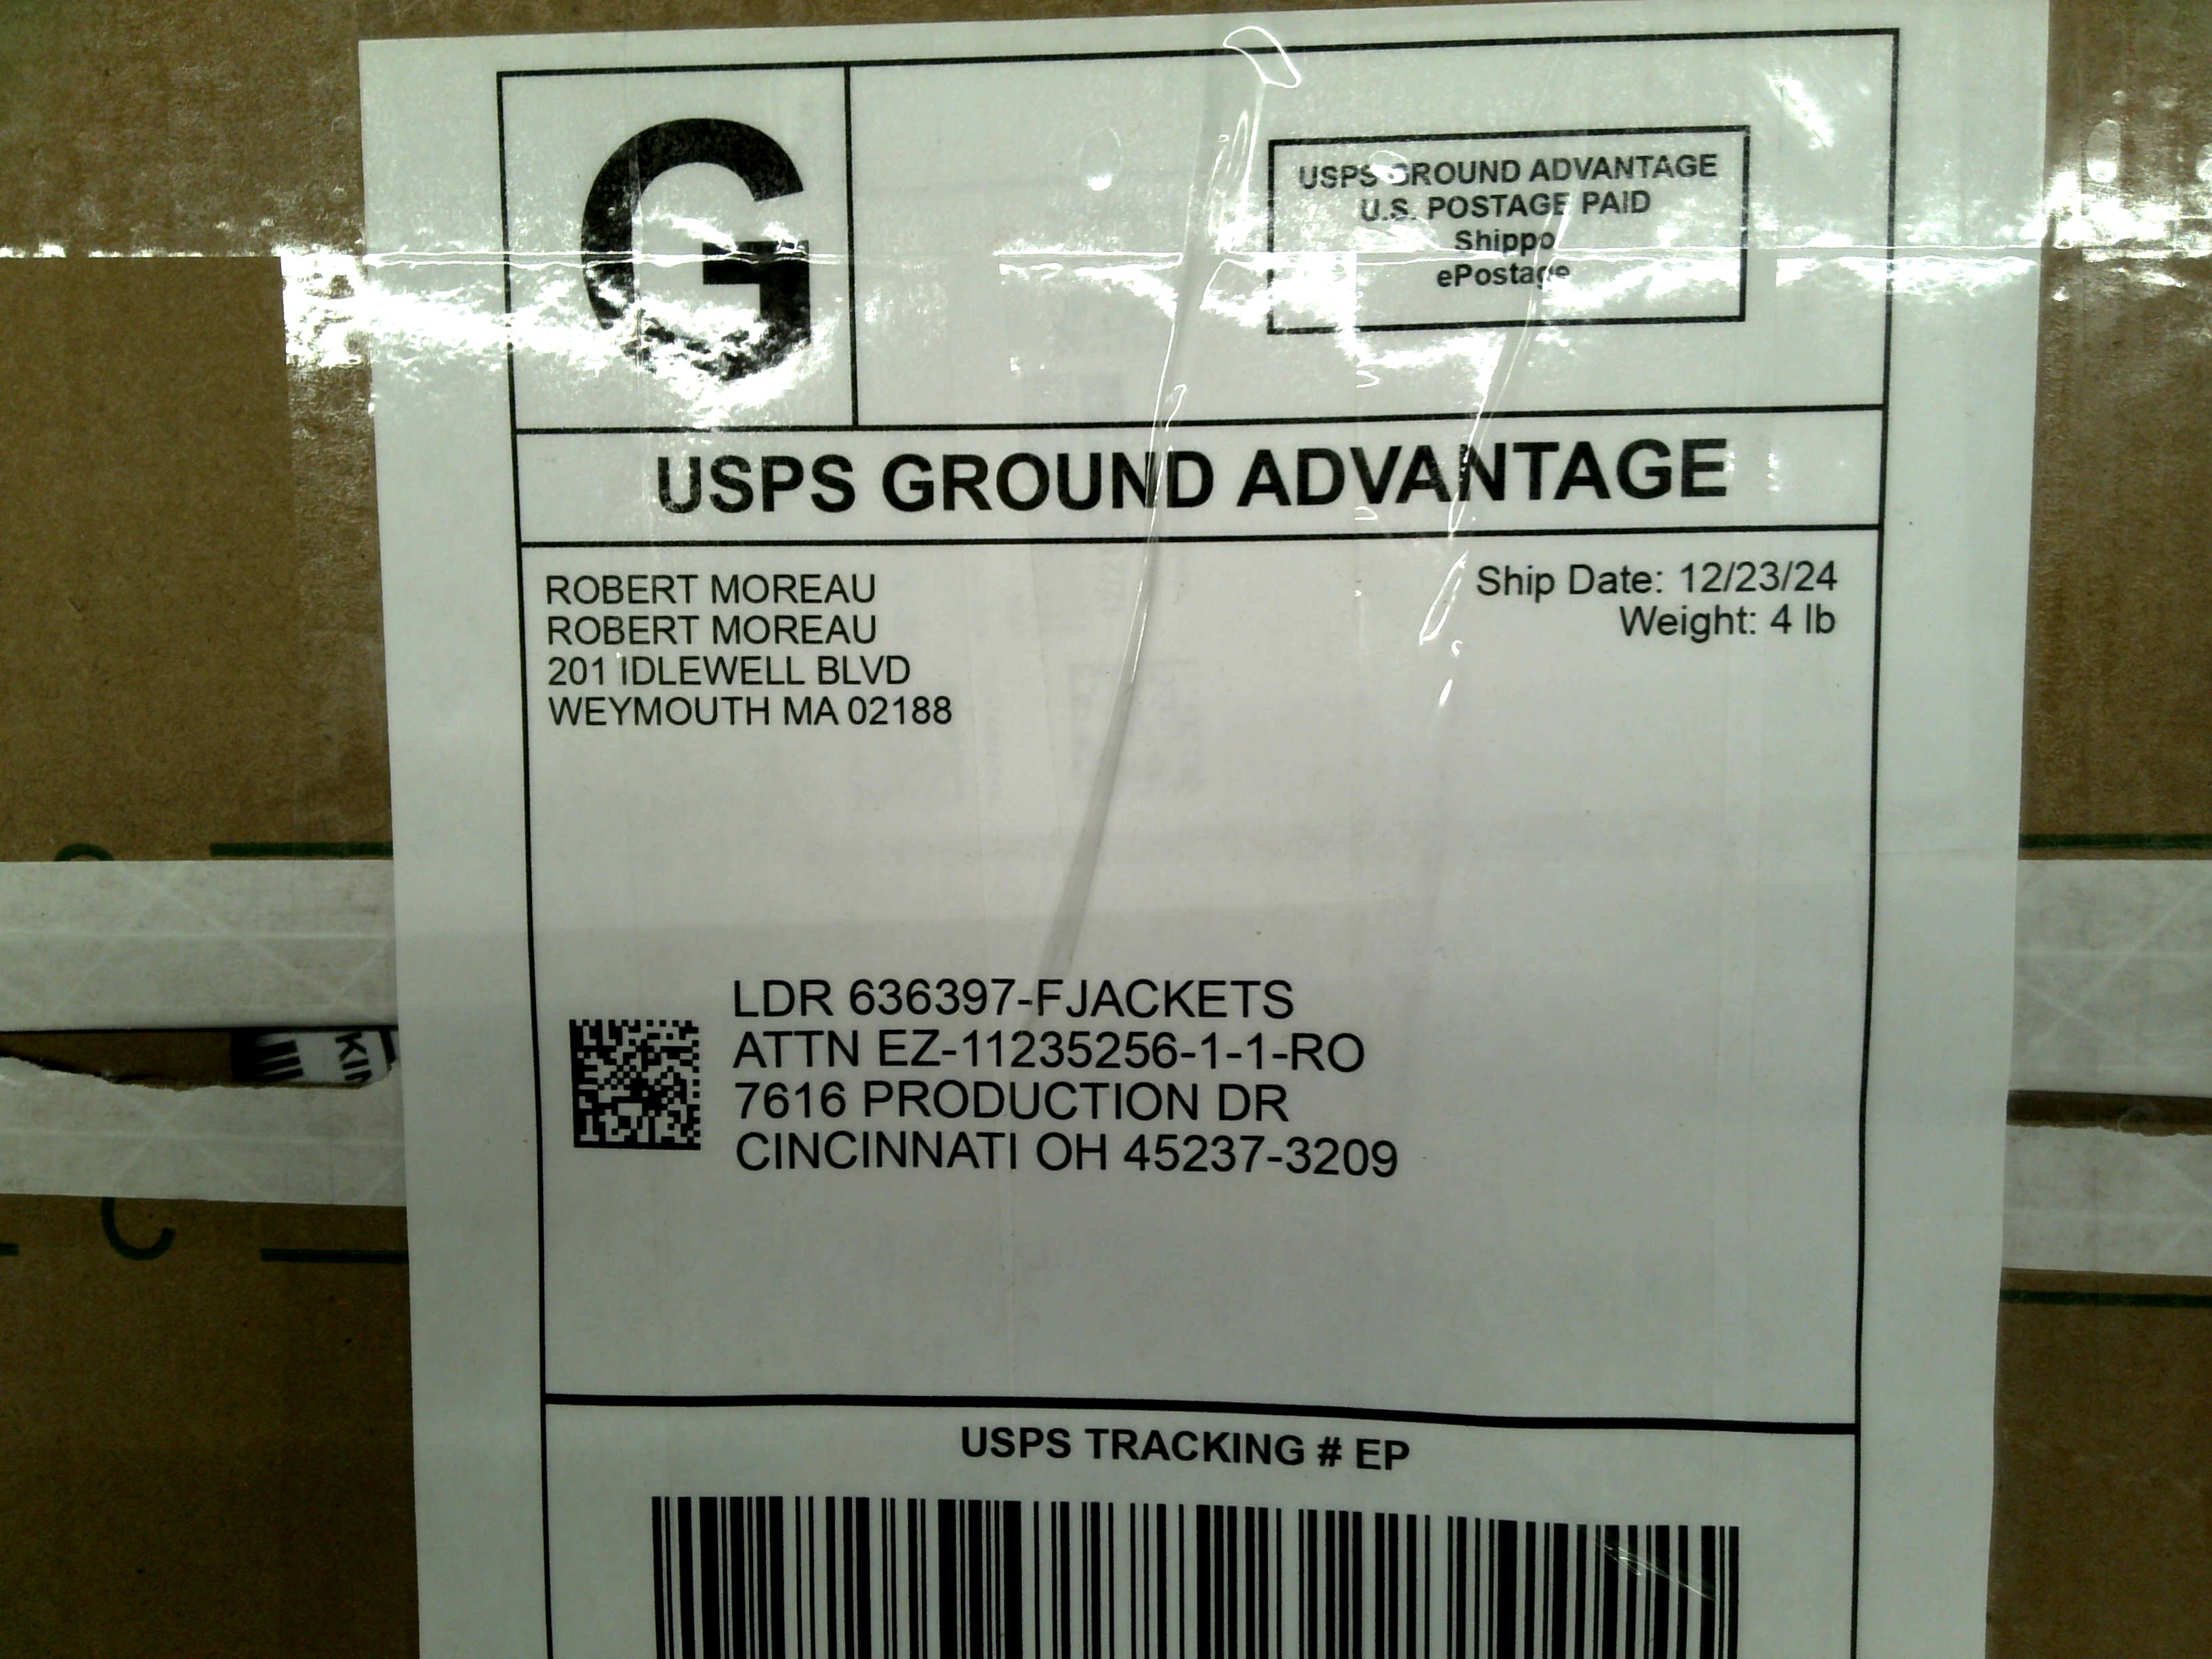 G
USPS GROUND ADVANTAGE
U.S. POSTAGE PAID
Shippo
ePostage
USPS GROUND ADVANTAGE
ROBERT MOREAU
ROBERT MOREAU
201 IDLEWELL BLVD
WEYMOUTH MA 02188
Ship Date: 12/23/24
Weight: 4 lb
LDR 636397-FJACKETS
ATTN EZ-11235256-1-1-RO
7616 PRODUCTION DR
CINCINNATI OH 45237-3209
USPS TRACKING # EP